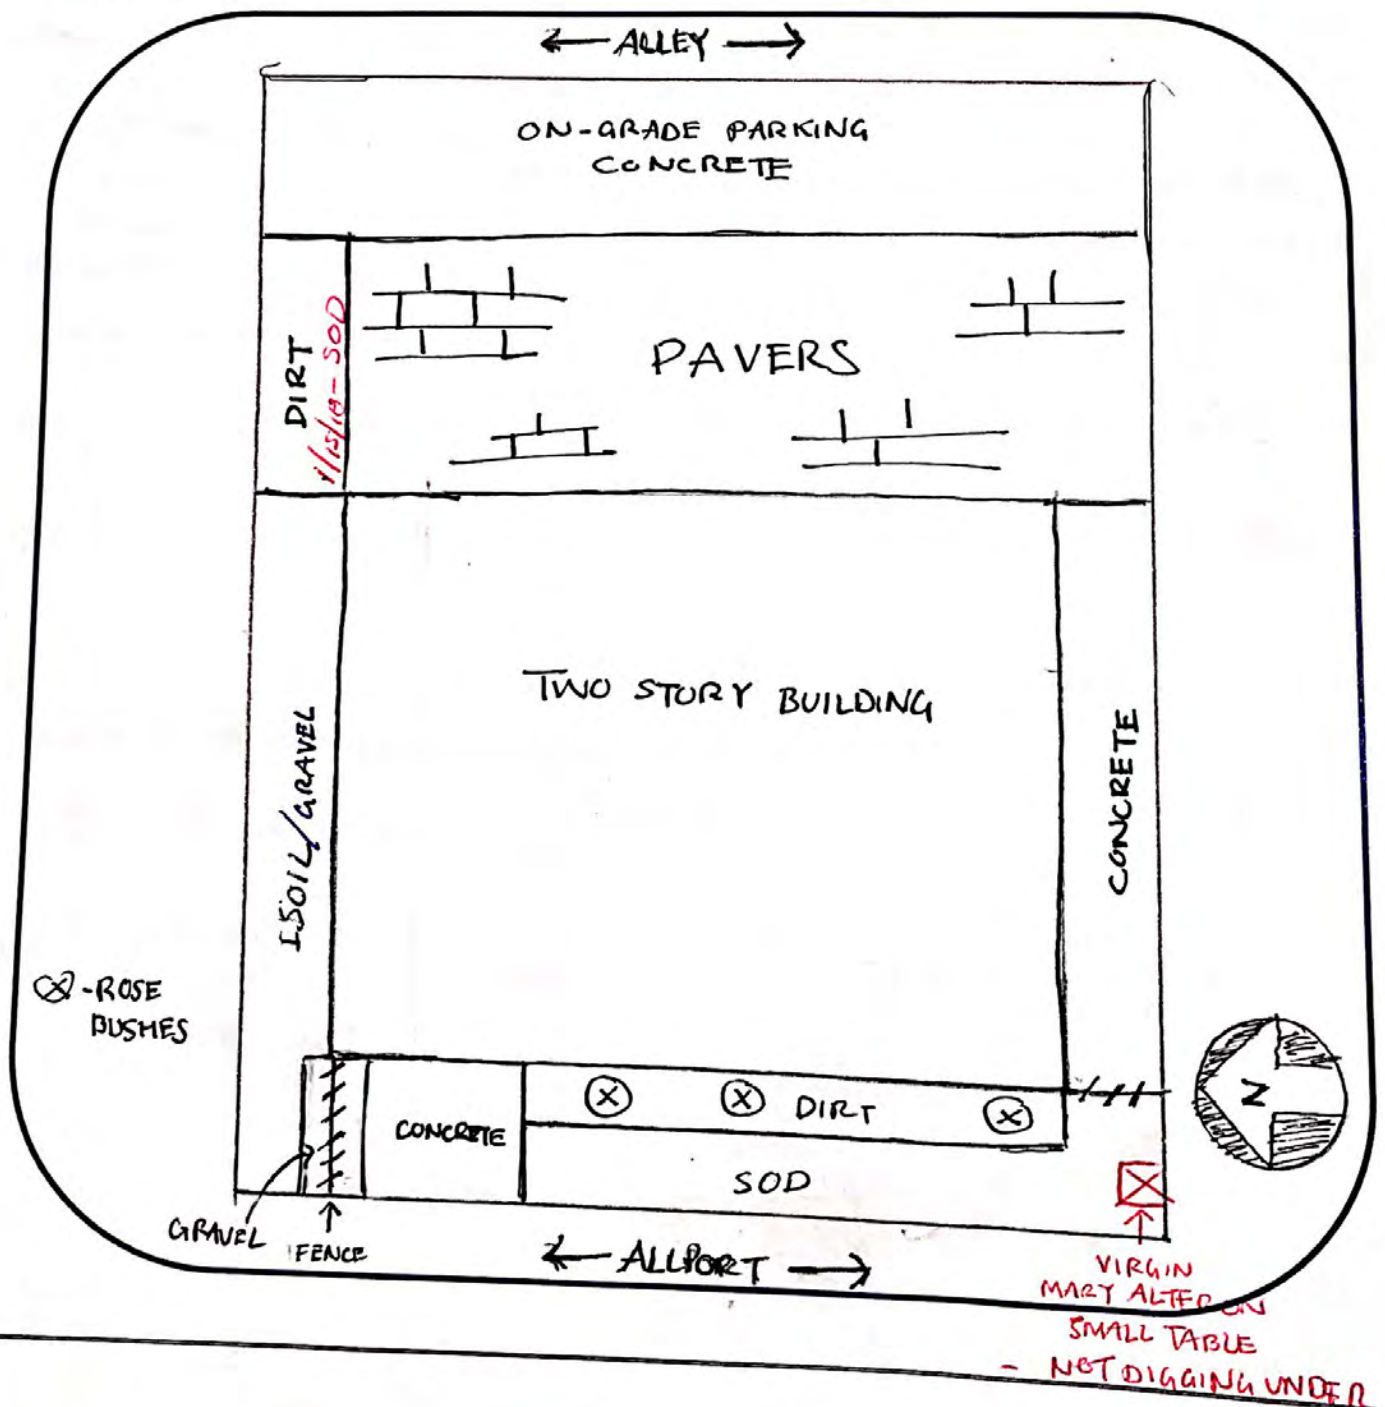 ← ALLEY →
ON-GRADE PARKING
CONCRETE
DIRT
1/15/18 - SOD
PAVERS
TWO STORY BUILDING
SOIL/GRAVEL
CONCRETE
ⓧ - ROSE
BUSHES
CONCRETE
DIRT
SOD
N
GRAVEL
FENCE
← ALLPORT →
VIRGIN
MARY ALTER ON
SMALL TABLE
- NOT DIGGING UNDER